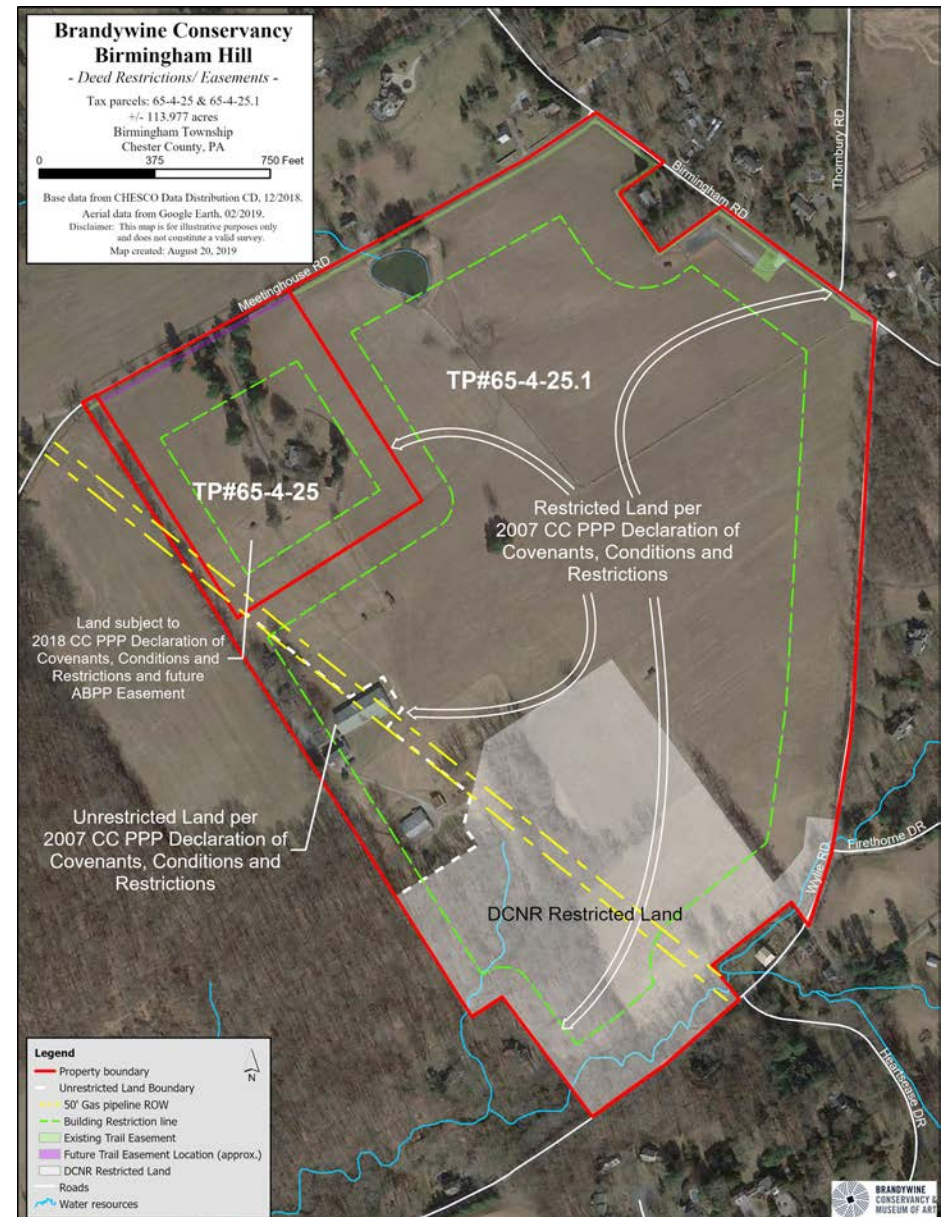 Brandywine Conservancy
Birmingham Hill
- Deed Restrictions/ Easements -
Tax parcels: 65-4-25 & 65-4-25.1
+/- 113.977 acres
Birmingham Township
Chester County, PA
0 375 750 Feet
Base data from CHESCO Data Distribution CD, 12/2018.
Aerial data from Google Earth, 02/2019.
Disclaimer: This map is for illustrative purposes only
and does not constitute a valid survey.
Map created: August 20, 2019
Thornbury RD
Birmingham RD
Meetinghouse RD
TP#65-4-25.1
TP#65-4-25
Restricted Land per
2007 CC PPP Declaration of
Covenants, Conditions and
Restrictions
Land subject to
2018 CC PPP Declaration of
Covenants, Conditions and
Restrictions and future
ABPP Easement
Unrestricted Land per
2007 CC PPP Declaration of
Covenants, Conditions and
Restrictions
Firethorne DR
Wylie RD
DCNR Restricted Land
Heartsease DR
Legend
N
Property boundary
Unrestricted Land Boundary
50' Gas pipeline ROW
Building Restriction line
Existing Trail Easement
Future Trail Easement Location (approx.)
DCNR Restricted Land
Roads
Water resources
BRANDYWINE
CONSERVANCY &
MUSEUM OF ART